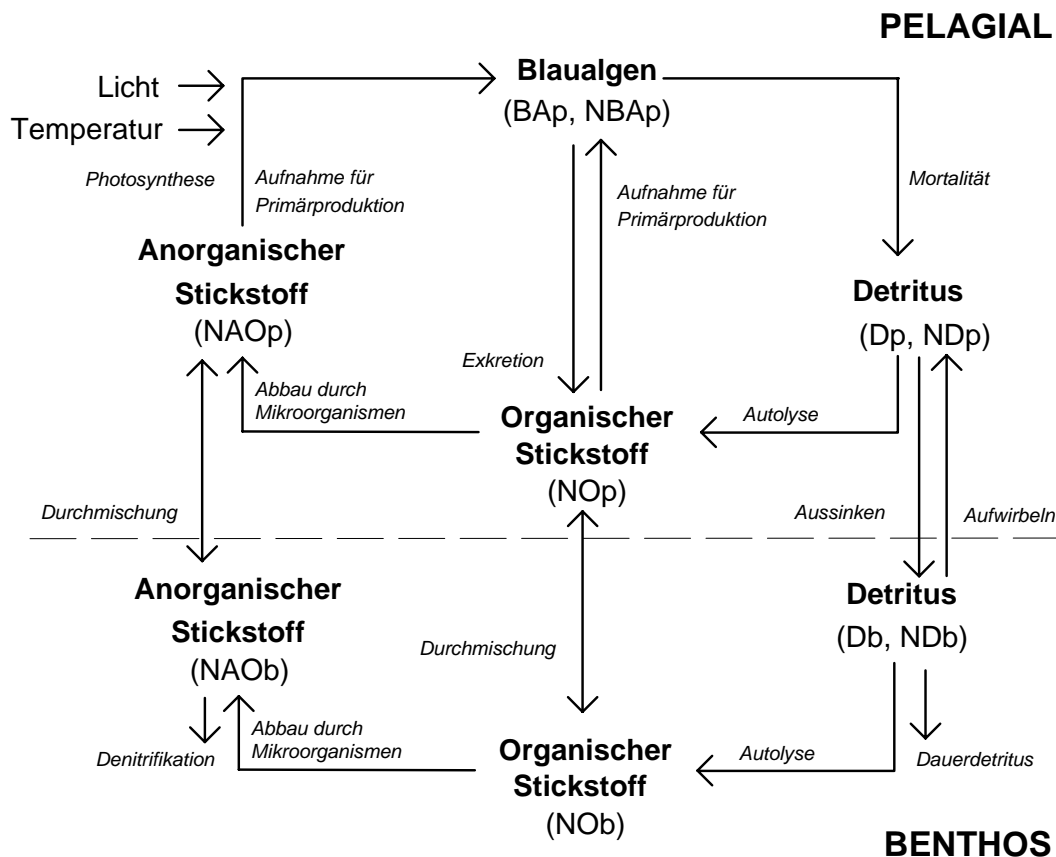 PELAGIAL
Licht
Temperatur
Blaualgen
(BAp, NBAp)
Photosynthese
Aufnahme für
Primärproduktion
Aufnahme für
Primärproduktion
Mortalität
Anorganischer
Stickstoff
(NAOp)
Detritus
(Dp, NDp)
Exkretion
Abbau durch
Mikroorganismen
Organischer
Stickstoff
(NOp)
Autolyse
Durchmischung
Aussinken
Aufwirbeln
Anorganischer
Stickstoff
(NAOb)
Detritus
(Db, NDb)
Durchmischung
Denitrifikation
Abbau durch
Mikroorganismen
Organischer
Stickstoff
(NOb)
Autolyse
Dauerdetritus
BENTHOS